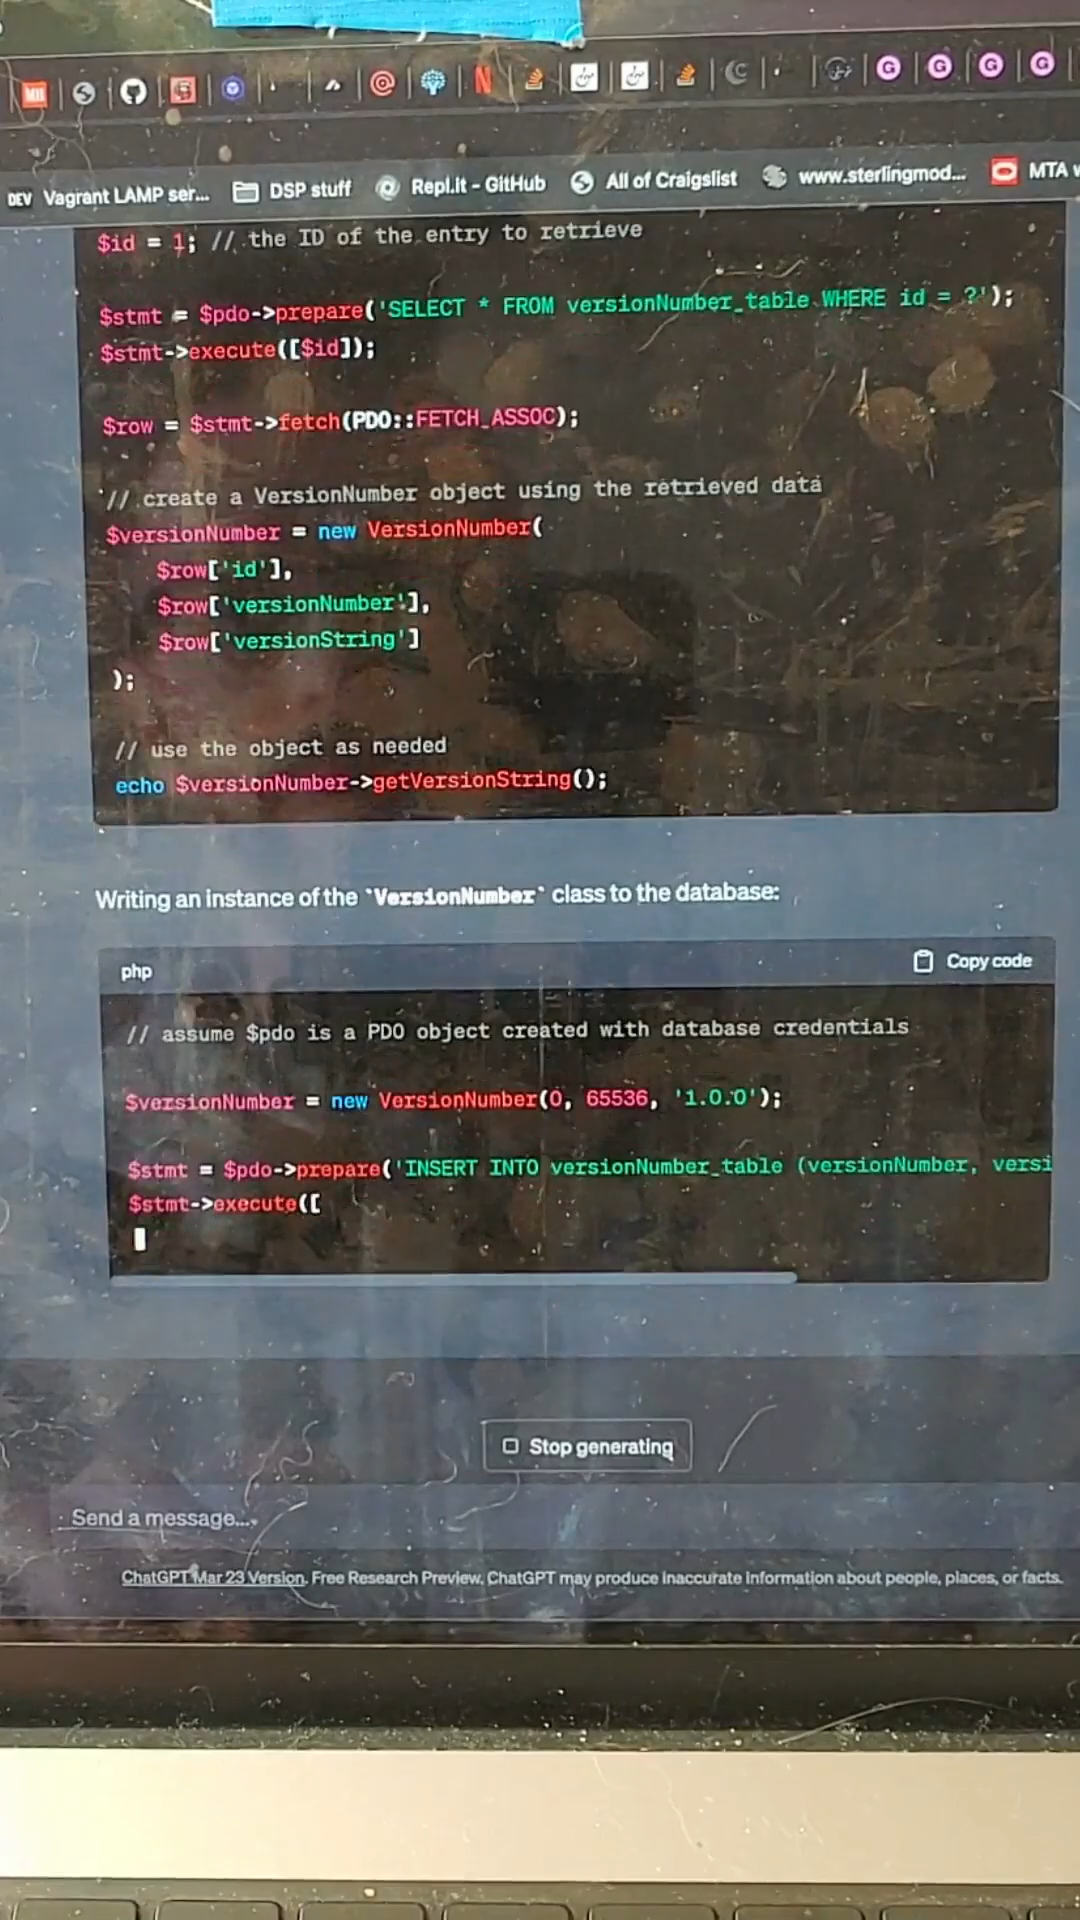 DEV Vagrant LAMP ser... DSP stuff Repl.it - GitHub All of Craigslist www.sterlingmod... MTA
$id = 1; // the ID of the entry to retrieve
$stmt = $pdo->prepare('SELECT * FROM versionNumber_table WHERE id = ?');
$stmt->execute([$id]);
$row = $stmt->fetch(PDO::FETCH_ASSOC);
// create a VersionNumber object using the retrieved data
$versionNumber = new VersionNumber(
$row['id'],
$row['versionNumber'],
$row['versionString']
);
// use the object as needed
echo $versionNumber->getVersionString();
Writing an instance of the `VersionNumber` class to the database:
php Copy code
// assume $pdo is a PDO object created with database credentials
$versionNumber = new VersionNumber(0, 65536, '1.0.0');
$stmt = $pdo->prepare('INSERT INTO versionNumber_table (versionNumber, versi
$stmt->execute([
Stop generating
Send a message...
ChatGPT Mar 23 Version. Free Research Preview. ChatGPT may produce inaccurate information about people, places, or facts.